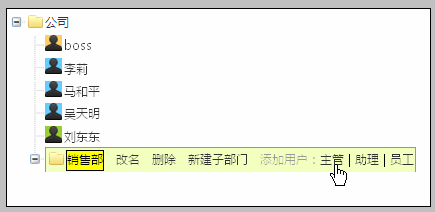 公司
boss
李莉
马和平
吴天明
刘东东
销售部 改名 删除 新建子部门 添加用户：主管 | 助理 | 员工